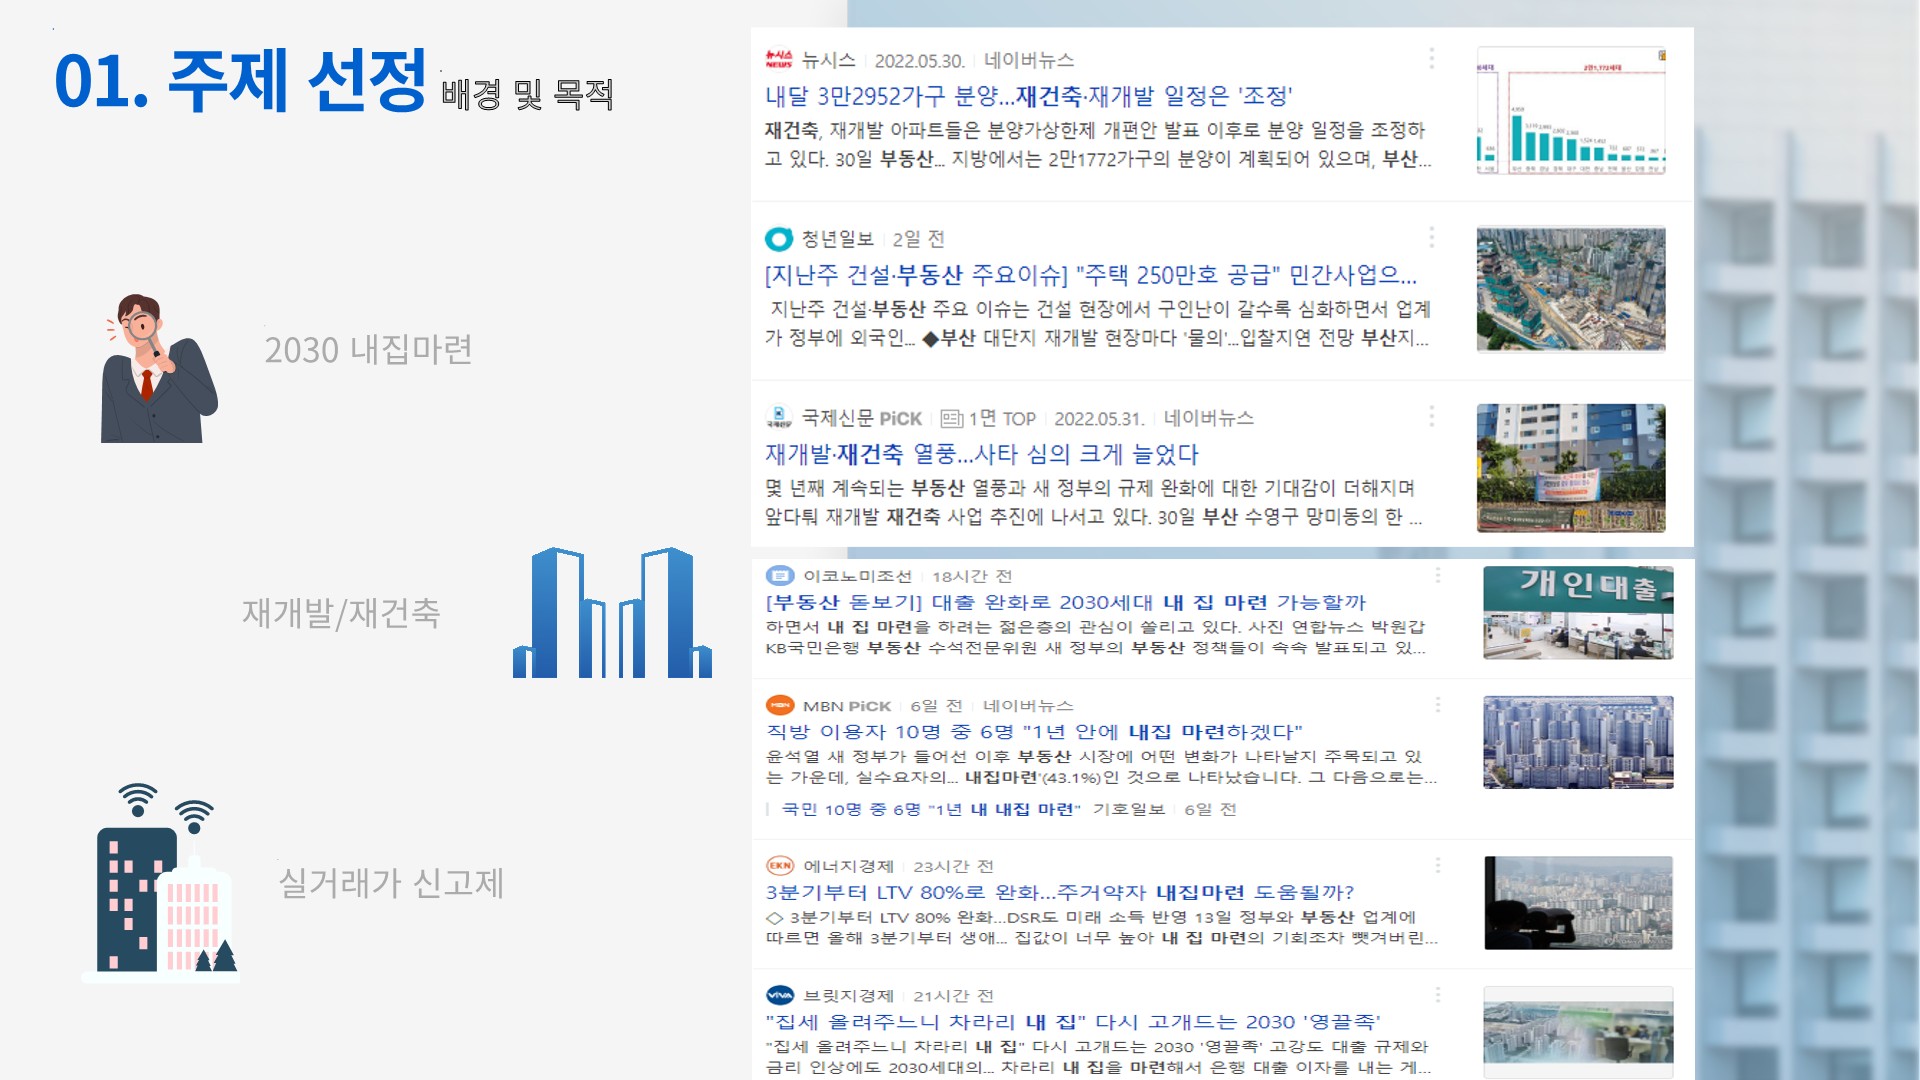 01. 주제 선정 배경 및 목적
2030 내집마련
재개발/재건축
실거래가 신고제
뉴시스 NEWS 뉴시스 2022.05.30. 네이버뉴스
내달 3만2952가구 분양...재건축·재개발 일정은 '조정'
재건축, 재개발 아파트들은 분양가상한제 개편안 발표 이후로 분양 일정을 조정하
고 있다. 30일 부동산... 지방에서는 2만1772가구의 분양이 계획되어 있으며, 부산...
청년일보 2일 전
[지난주 건설·부동산 주요이슈] "주택 250만호 공급" 민간사업으...
지난주 건설·부동산 주요 이슈는 건설 현장에서 구인난이 갈수록 심화하면서 업계
가 정부에 외국인... ◆부산 대단지 재개발 현장마다 '물의'...입찰지연 전망 부산지...
국제신문 PiCK 1면 TOP 2022.05.31. 네이버뉴스
재개발·재건축 열풍...사타 심의 크게 늘었다
몇 년째 계속되는 부동산 열풍과 새 정부의 규제 완화에 대한 기대감이 더해지며
앞다퉈 재개발 재건축 사업 추진에 나서고 있다. 30일 부산 수영구 망미동의 한 ...
이코노미조선 18시간 전
[부동산 돋보기] 대출 완화로 2030세대 내 집 마련 가능할까
하면서 내 집 마련을 하려는 젊은층의 관심이 쏠리고 있다. 사진 연합뉴스 박원갑
KB국민은행 부동산 수석전문위원 새 정부의 부동산 정책들이 속속 발표되고 있...
개인대출
MBN MBN PiCK 6일 전 네이버뉴스
직방 이용자 10명 중 6명 "1년 안에 내집 마련하겠다"
윤석열 새 정부가 들어선 이후 부동산 시장에 어떤 변화가 나타날지 주목되고 있
는 가운데, 실수요자의... 내집마련'(43.1%)인 것으로 나타났습니다. 그 다음으로는...
국민 10명 중 6명 "1년 내 내집 마련" 기호일보 6일 전
EKN 에너지경제 23시간 전
3분기부터 LTV 80%로 완화...주거약자 내집마련 도움될까?
◇ 3분기부터 LTV 80% 완화...DSR도 미래 소득 반영 13일 정부와 부동산 업계에
따르면 올해 3분기부터 생애... 집값이 너무 높아 내 집 마련의 기회조차 뺏겨버린...
VIVA 브릿지경제 21시간 전
"집세 올려주느니 차라리 내 집" 다시 고개드는 2030 '영끌족'
"집세 올려주느니 차라리 내 집" 다시 고개드는 2030 '영끌족' 고강도 대출 규제와
금리 인상에도 2030세대의... 차라리 내 집을 마련해서 은행 대출 이자를 내는 게...